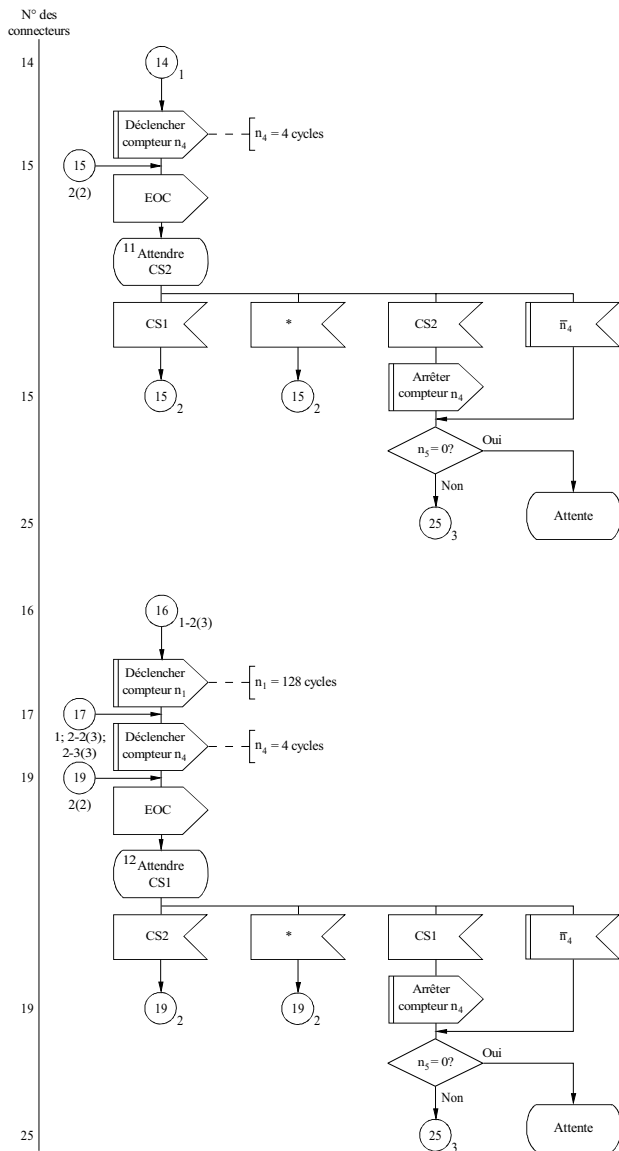 N° des
connecteurs
14
14
1
Déclencher
compteur n4
n4 = 4 cycles
15
15
2(2)
EOC
11 Attendre
CS2
CS1
*
CS2
n̅4
15
15
2
15
2
Arrêter
compteur n4
n5 = 0?
Oui
Non
Attente
25
25
3
16
16
1-2(3)
Déclencher
compteur n1
n1 = 128 cycles
17
17
1; 2-2(3);
2-3(3)
Déclencher
compteur n4
n4 = 4 cycles
19
19
2(2)
EOC
12 Attendre
CS1
CS2
*
CS1
n̅4
19
19
2
19
2
Arrêter
compteur n4
n5 = 0?
Oui
Non
Attente
25
25
3